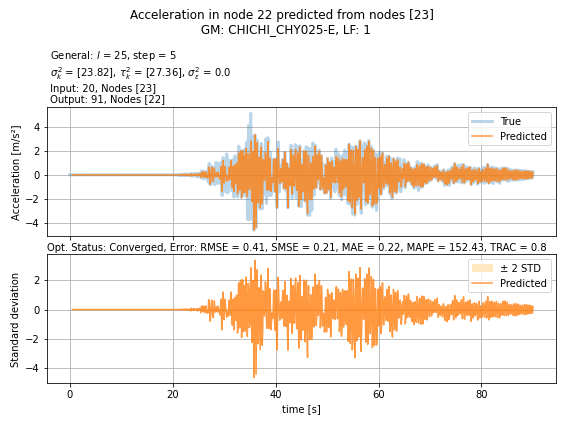 Acceleration in node 22 predicted from nodes [23]
GM: CHICHI_CHY025-E, LF: 1
General: l = 25, step = 5
σ²ₖ = [23.82], τ²ₖ = [27.36], σ²ε = 0.0
Input: 20, Nodes [23]
Output: 91, Nodes [22]
Acceleration [m/s²]
4
2
0
−2
−4
True
Predicted
Opt. Status: Converged, Error: RMSE = 0.41, SMSE = 0.21, MAE = 0.22, MAPE = 152.43, TRAC = 0.8
Standard deviation
2
0
−2
−4
± 2 STD
Predicted
0 20 40 60 80
time [s]